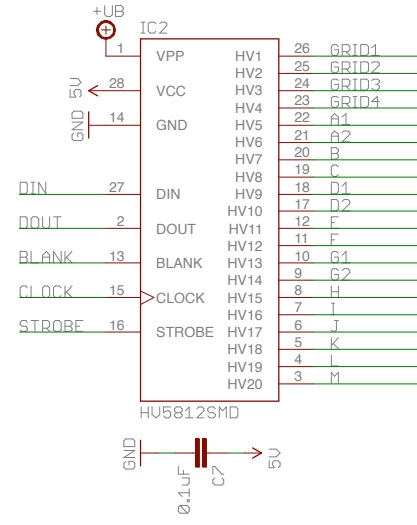 +UB
IC2
1 VPP HV1 26 GRID1
HV2 25 GRID2
5V 28 VCC HV3 24 GRID3
HV4 23 GRID4
GND 14 GND HV5 22 A1
HV6 21 A2
HV7 20 B
HV8 19 C
DIN 27 DIN HV9 18 D1
HV10 17 D2
DOUT 2 DOUT HV11 12 E
HV12 11 F
BLANK 13 BLANK HV13 10 G1
HV14 9 G2
CLOCK 15 CLOCK HV15 8 H
HV16 7 I
STROBE 16 STROBE HV17 6 J
HV18 5 K
HV19 4 L
HV20 3 M
HV5812SMD
GND 0.1uF C7 5V